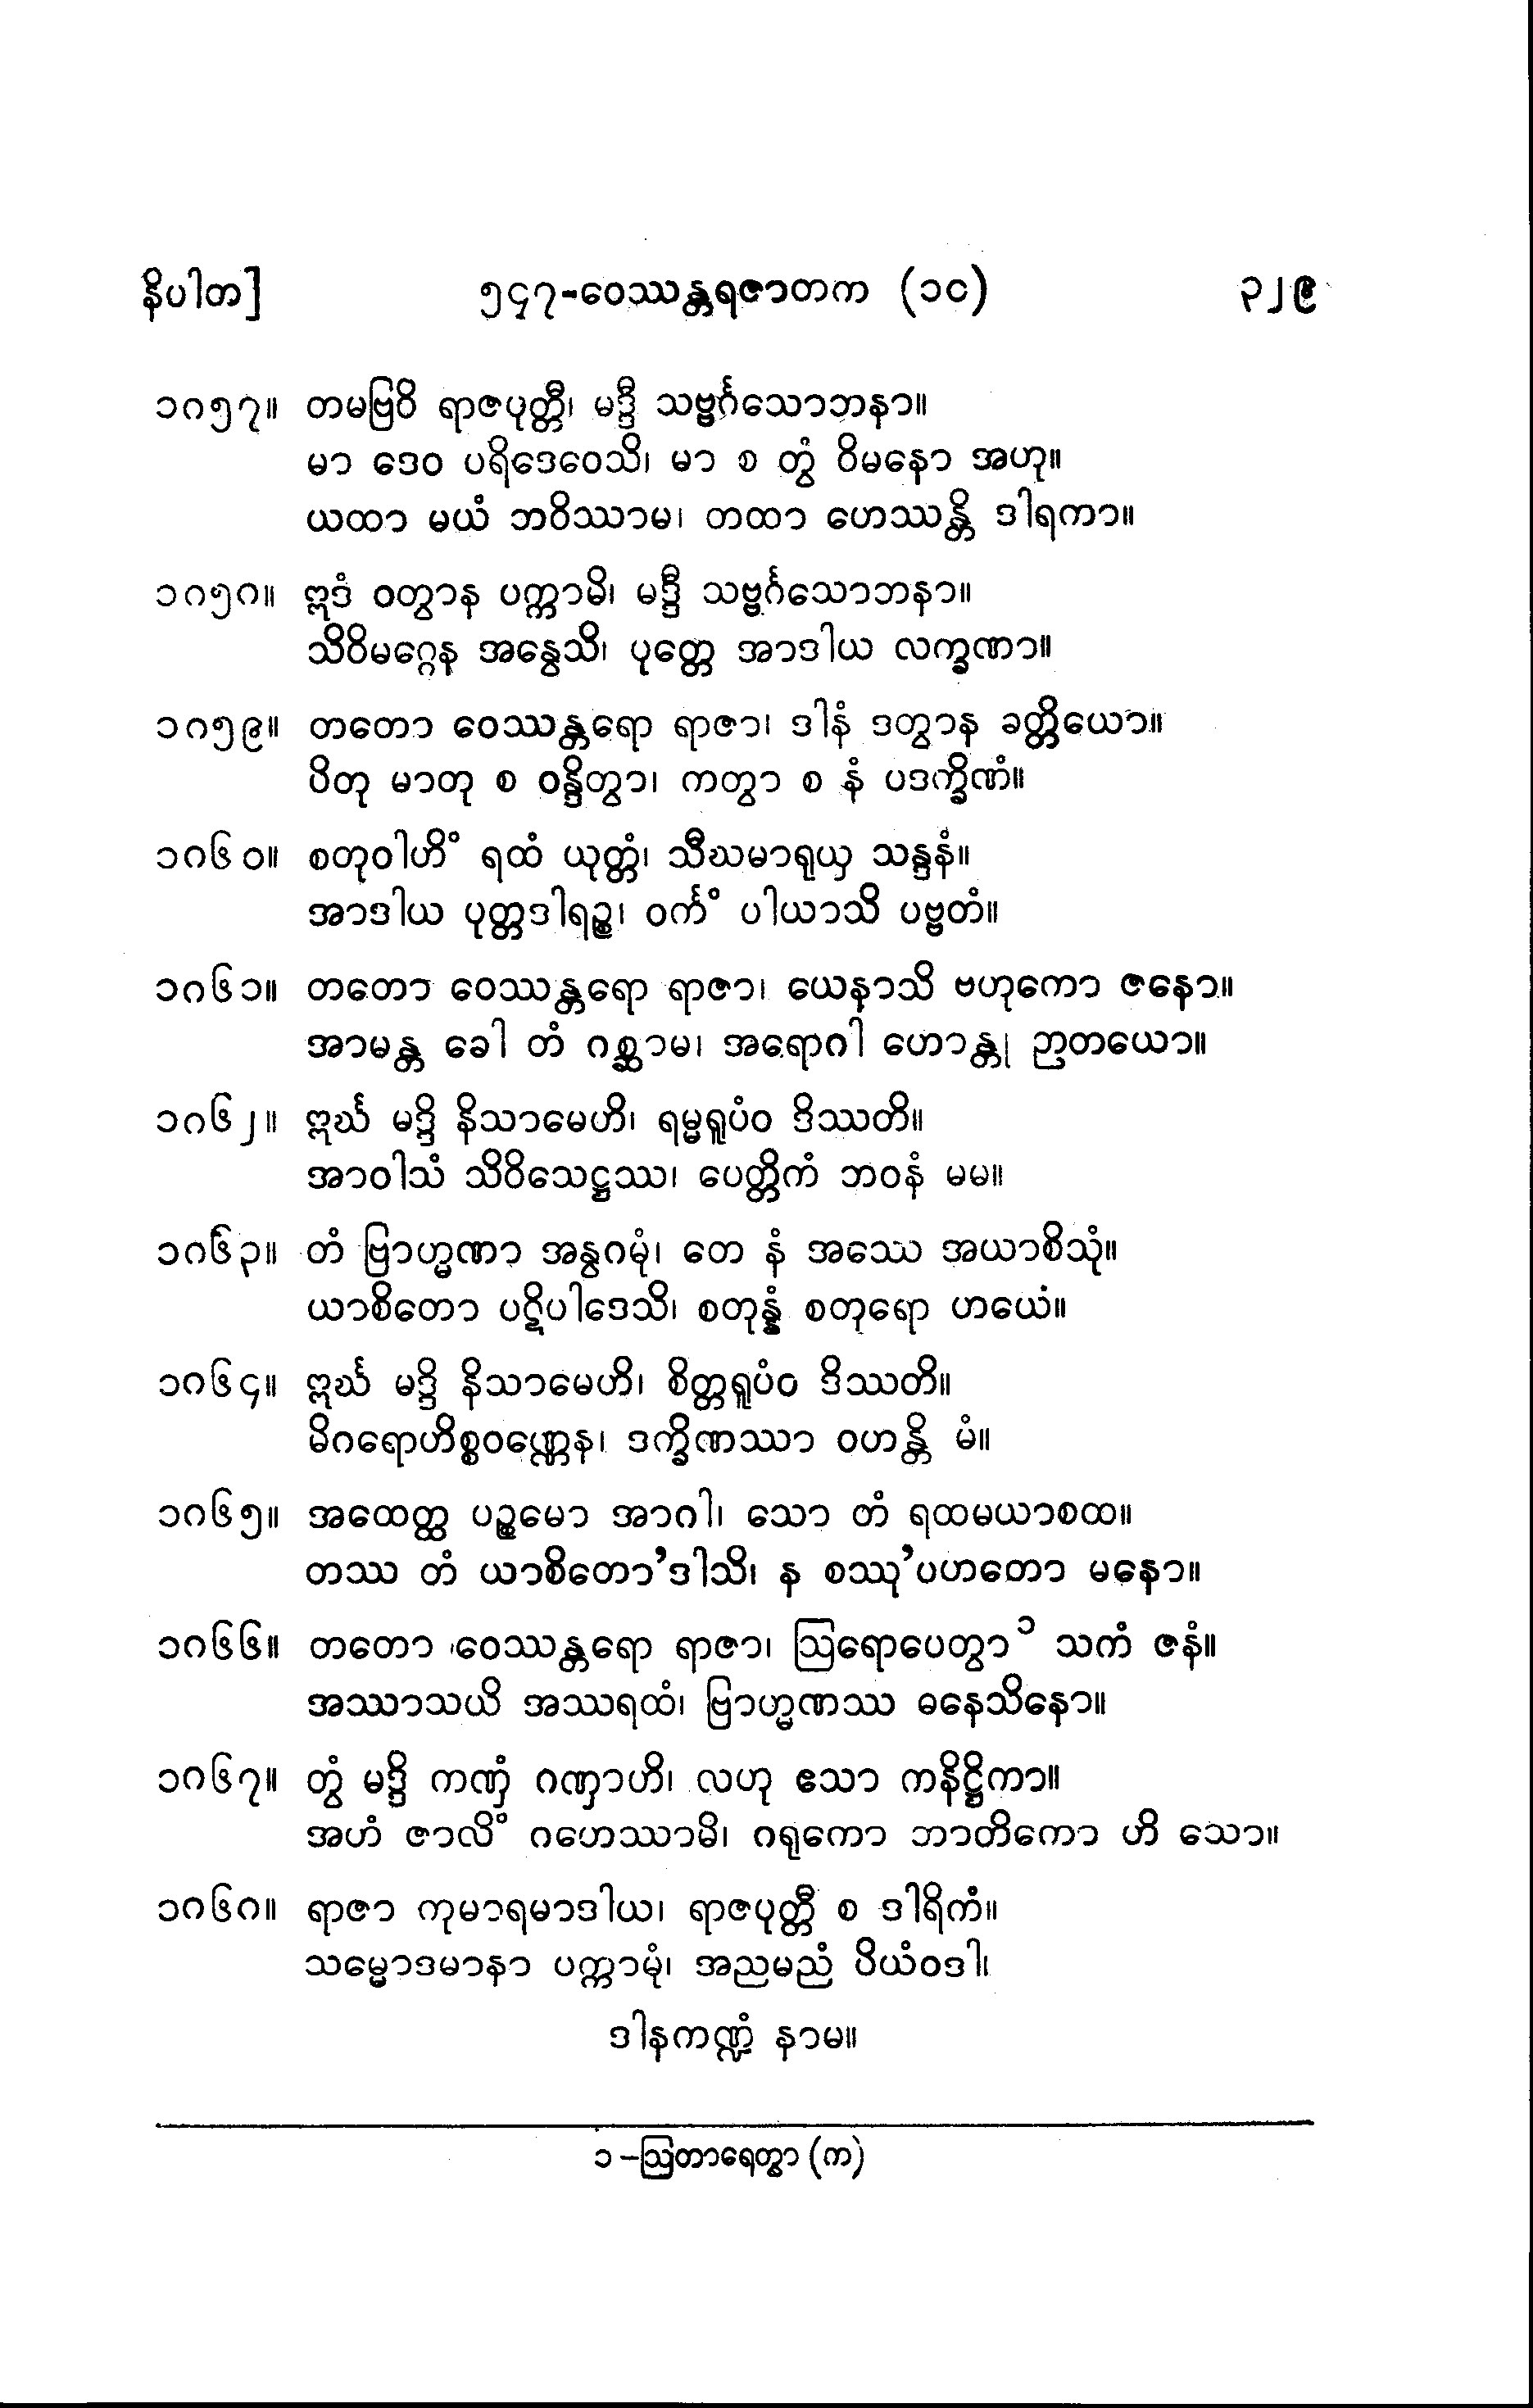 နိပါတ]   ၅၄၇-ဝေဿန္တရဇာတက (၁၀)   ၃၂၉
၁၈၅၇။ တမဗြဝိ ရာဇပုတ္တီ၊ မဒ္ဒီ သဗ္ဗင်္ဂသောဘနာ။
မာ ဒေဝ ပရိဒေဝေသိ၊ မာ စ တွံ ဝိမနော အဟု။
ယထာ မယံ ဘဝိဿာမ၊ တထာ ဟေဿန္တိ ဒါရကာ။
၁၈၅၈။ ဣဒံ ဝတွာန ပက္ကာမိ၊ မဒ္ဒီ သဗ္ဗင်္ဂသောဘနာ။
သိဝိမဂ္ဂေန အနွေသိ၊ ပုတ္တေ အာဒါယ လက္ခဏာ။
၁၈၅၉။ တတော ဝေဿန္တရော ရာဇာ၊ ဒါနံ ဒတွာန ခတ္တိယော။
ပိတု မာတု စ ဝန္ဒိတွာ၊ ကတွာ စ နံ ပဒက္ခိဏံ။
၁၈၆၀။ စတုဝါဟိံ ရထံ ယုတ္တံ၊ သီဃမာရုယှ သန္ဒနံ။
အာဒါယ ပုတ္တဒါရဉ္စ၊ ဝင်္ကံ ပါယာသိ ပဗ္ဗတံ။
၁၈၆၁။ တတော ဝေဿန္တရော ရာဇာ၊ ယေနာသိ ဗဟုကော ဇနော။
အာမန္တ ခေါ တံ ဂစ္ဆာမ၊ အရောဂါ ဟောန္တု ဉာတယော။
၁၈၆၂။ ဣင်္ဃ မဒ္ဒိ နိသာမေဟိ၊ ရမ္မရူပံဝ ဒိဿတိ။
အာဝါသံ သိဝိသေဋ္ဌဿ၊ ပေတ္တိကံ ဘဝနံ မမ။
၁၈၆၃။ တံ ဗြာဟ္မဏာ အနွဂမုံ၊ တေ နံ အဿေ အယာစိသုံ။
ယာစိတော ပဋိပါဒေသိ၊ စတုန္နံ စတုရော ဟယေံ။
၁၈၆၄။ ဣင်္ဃ မဒ္ဒိ နိသာမေဟိ၊ စိတ္တရူပံဝ ဒိဿတိ။
မိဂရောဟိစ္စဝဏ္ဏေန၊ ဒက္ခိဏဿာ ဝဟန္တိ မံ။
၁၈၆၅။ အထေတ္ထ ပဉ္စမော အာဂါ၊ သော တံ ရထမယာစထ။
တဿ တံ ယာစိတော’ဒါသိ၊ န စဿု’ပဟတော မနော။
၁၈၆၆။ တတော ဝေဿန္တရော ရာဇာ၊ ဩရောပေတွာ ၁ သကံ ဇနံ။
အဿာသယိ အဿရထံ၊ ဗြာဟ္မဏဿ ဓနေသိနော။
၁၈၆၇။ တွံ မဒ္ဒိ ကဏှံ ဂဏှာဟိ၊ လဟု ဧသာ ကနိဋ္ဌိကာ။
အဟံ ဇာလိံ ဂဟေဿာမိ၊ ဂရုကော ဘာတိကော ဟိ သော။
၁၈၆၈။ ရာဇာ ကုမာရမာဒါယ၊ ရာဇပုတ္တီ စ ဒါရိကံ။
သမ္မောဒမာနာ ပက္ကာမုံ၊ အညမညံ ပိယံဝဒါ၊
ဒါနကဏ္ဍံ နာမ။
၁ -ဩတာရေတွာ (က)